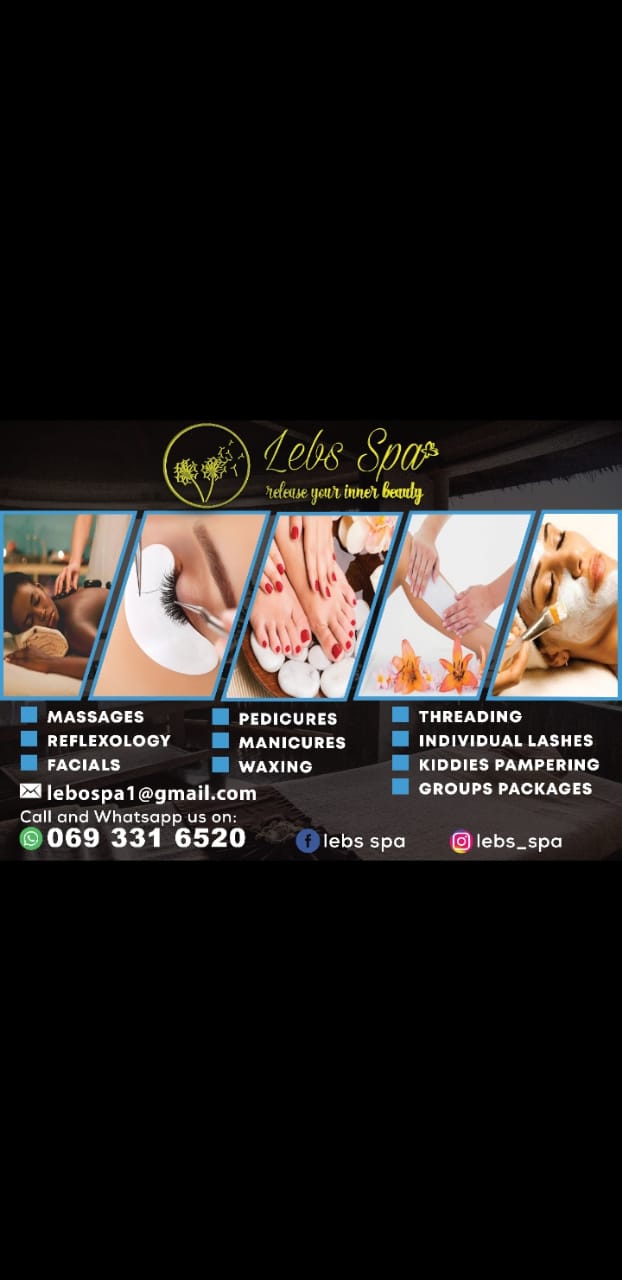 Lebs Spa
release your inner beauty
MASSAGES
REFLEXOLOGY
FACIALS
PEDICURES
MANICURES
WAXING
THREADING
INDIVIDUAL LASHES
KIDDIES PAMPERING
GROUPS PACKAGES
lebospa1@gmail.com
Call and Whatsapp us on:
069 331 6520
lebs spa
lebs_spa